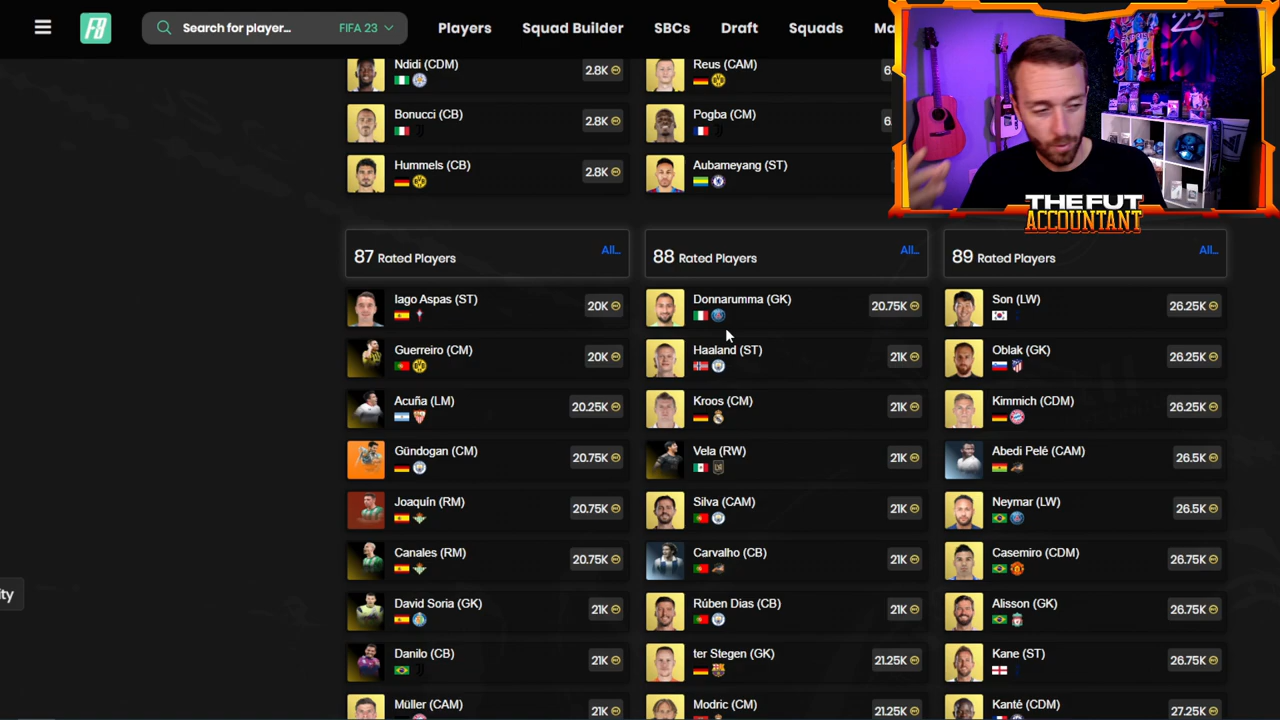 F8
Search for player...
FIFA 23
Players
Squad Builder
SBCs
Draft
Squads
Ma
THE FUT
ACCOUNTANT
Ndidi (CDM)
2.8K
Bonucci (CB)
2.8K
Hummels (CB)
2.8K
Reus (CAM)
6.
Pogba (CM)
6.
Aubameyang (ST)
87 Rated Players
All...
Iago Aspas (ST)
20K
Guerreiro (CM)
20K
Acuña (LM)
20.25K
Gündogan (CM)
20.75K
Joaquín (RM)
20.75K
Canales (RM)
20.75K
David Soria (GK)
21K
Danilo (CB)
21K
Müller (CAM)
21K
88 Rated Players
All...
Donnarumma (GK)
20.75K
Haaland (ST)
21K
Kroos (CM)
21K
Vela (RW)
21K
Silva (CAM)
21K
Carvalho (CB)
21K
Rúben Dias (CB)
21K
ter Stegen (GK)
21.25K
Modric (CM)
21.25K
89 Rated Players
All...
Son (LW)
26.25K
Oblak (GK)
26.25K
Kimmich (CDM)
26.25K
Abedi Pelé (CAM)
26.5K
Neymar (LW)
26.5K
Casemiro (CDM)
26.75K
Alisson (GK)
26.75K
Kane (ST)
26.75K
Kanté (CDM)
27.25K
ity